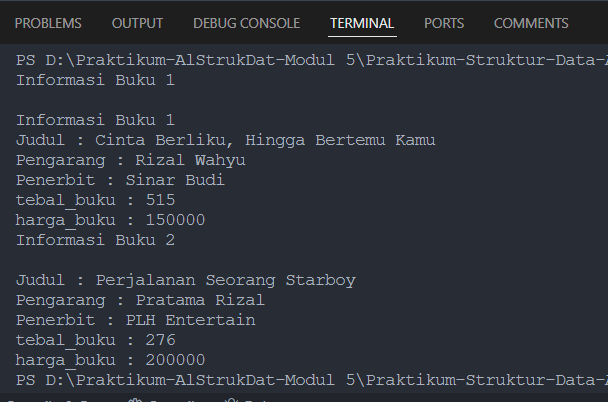 PROBLEMS OUTPUT DEBUG CONSOLE TERMINAL PORTS COMMENTS
PS D:\Praktikum-AlStrukDat-Modul 5\Praktikum-Struktur-Data-
Informasi Buku 1
Informasi Buku 1
Judul : Cinta Berliku, Hingga Bertemu Kamu
Pengarang : Rizal Wahyu
Penerbit : Sinar Budi
tebal_buku : 515
harga_buku : 150000
Informasi Buku 2
Judul : Perjalanan Seorang Starboy
Pengarang : Pratama Rizal
Penerbit : PLH Entertain
tebal_buku : 276
harga_buku : 200000
PS D:\Praktikum-AlStrukDat-Modul 5\Praktikum-Struktur-Data-